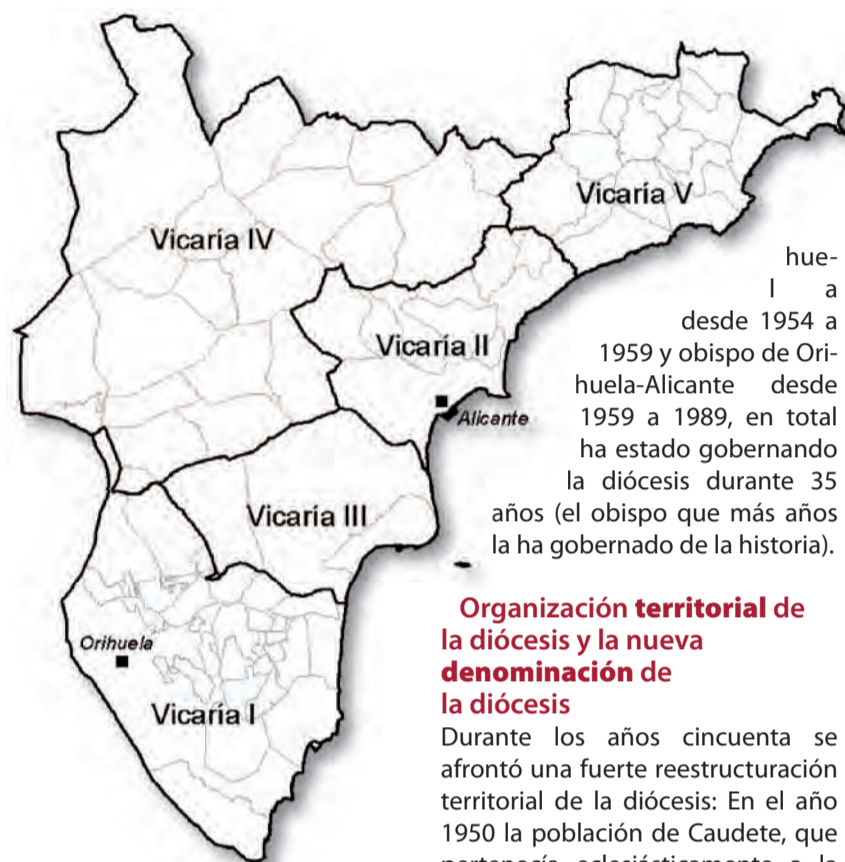 Vicaría V
Vicaría IV
Vicaría II
Alicante
Vicaría III
Orihuela
Vicaría I
hue-
l a
desde 1954 a
1959 y obispo de Ori-
huela-Alicante desde
1959 a 1989, en total
ha estado gobernando
la diócesis durante 35
años (el obispo que más años
la ha gobernado de la historia).
Organización territorial de
la diócesis y la nueva
denominación de
la diócesis
Durante los años cincuenta se
afrontó una fuerte reestructuración
territorial de la diócesis: En el año
1950 la población de Caudete, que
pertenecía eclesiásticamente a la